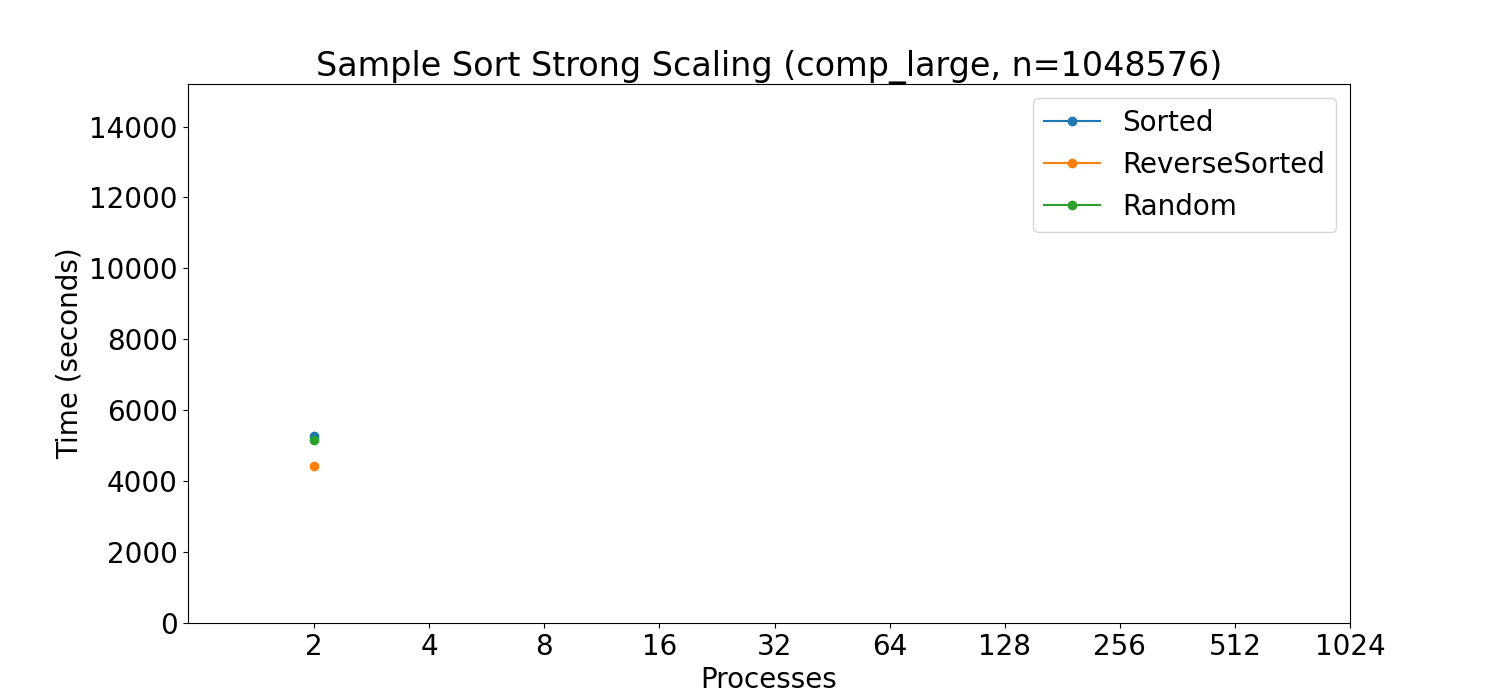 Sample Sort Strong Scaling (comp_large, n=1048576)
Sorted
ReverseSorted
Random
14000
12000
10000
8000
6000
4000
2000
0
Time (seconds)
2 4 8 16 32 64 128 256 512 1024
Processes